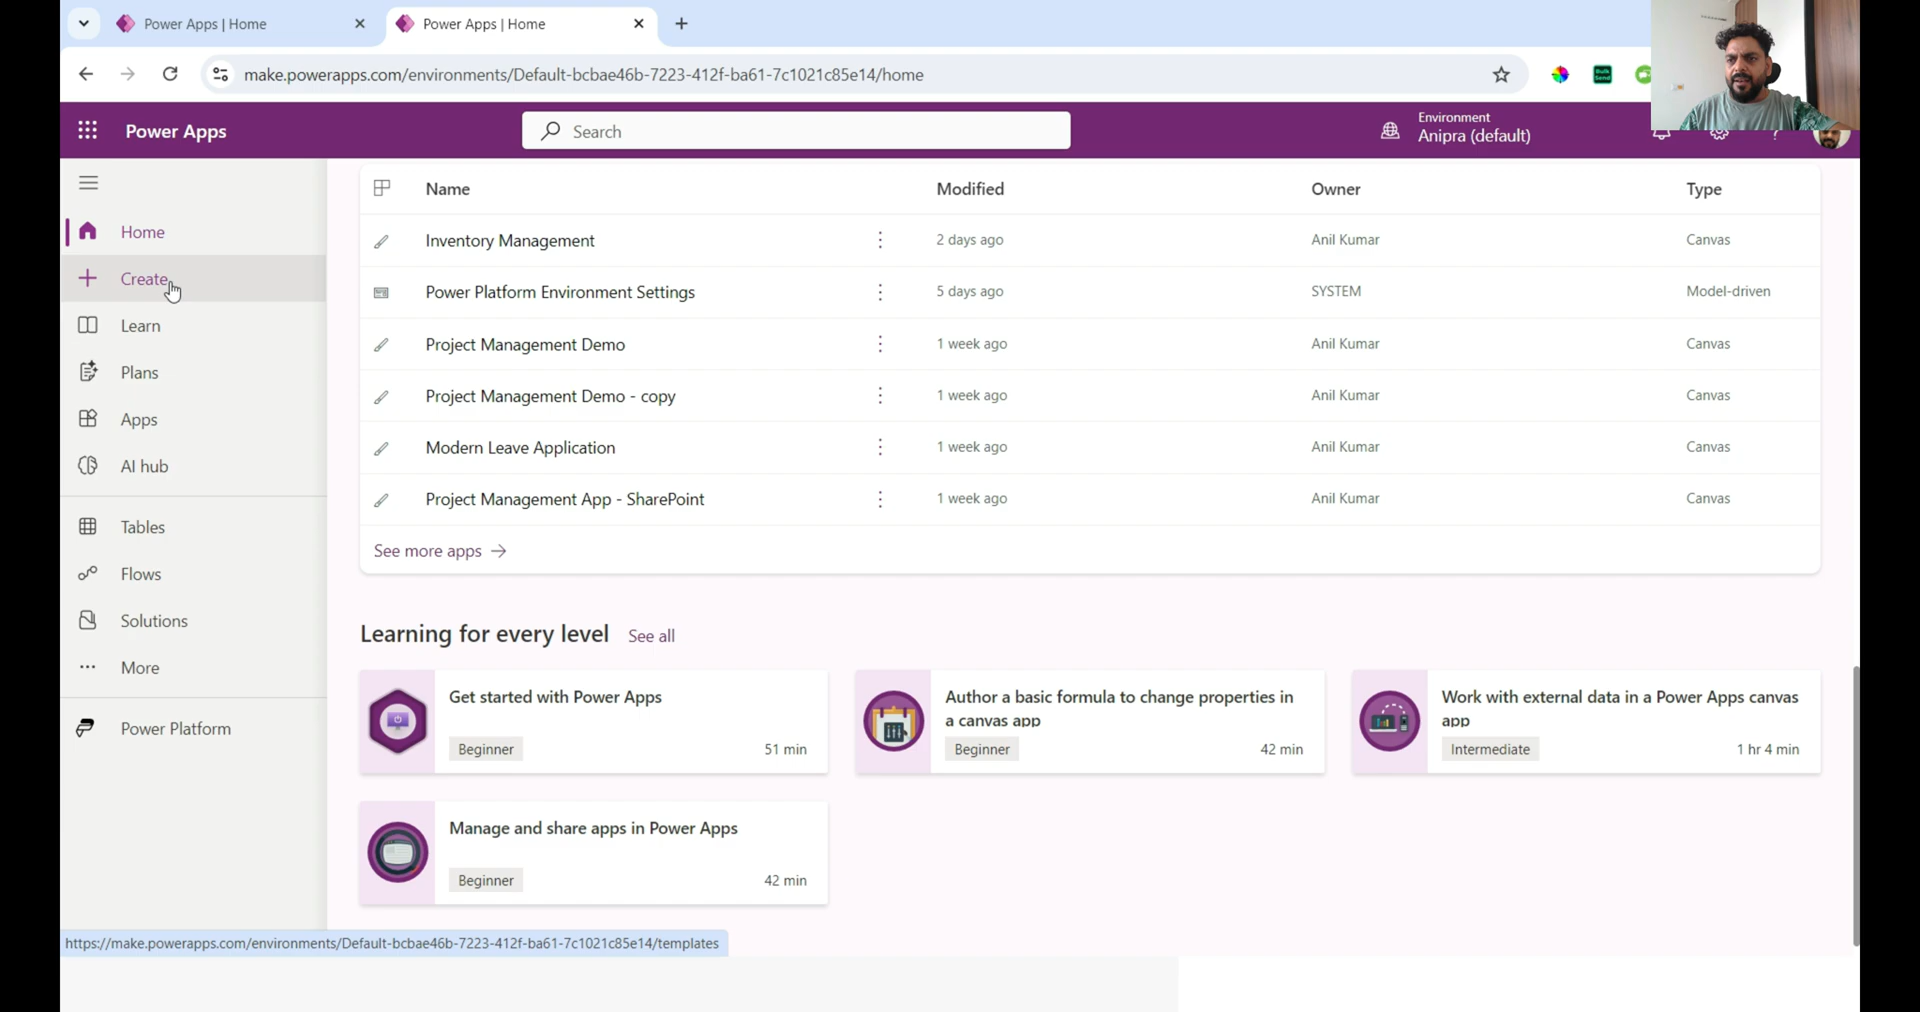 Power Apps | Home
Power Apps | Home
make.powerapps.com/environments/Default-bcbae46b-7223-412f-ba61-7c1021c85e14/home
Bulk Send
Power Apps
Search
Environment
Anipra (default)
Home
Create
Learn
Plans
Apps
AI hub
Tables
Flows
Solutions
More
Power Platform
Name Modified Owner Type
Inventory Management 2 days ago Anil Kumar Canvas
Power Platform Environment Settings 5 days ago SYSTEM Model-driven
Project Management Demo 1 week ago Anil Kumar Canvas
Project Management Demo - copy 1 week ago Anil Kumar Canvas
Modern Leave Application 1 week ago Anil Kumar Canvas
Project Management App - SharePoint 1 week ago Anil Kumar Canvas
See more apps
Learning for every level See all
Get started with Power Apps
Beginner 51 min
Author a basic formula to change properties in
a canvas app
Beginner 42 min
Work with external data in a Power Apps canvas
app
Intermediate 1 hr 4 min
Manage and share apps in Power Apps
Beginner 42 min
https://make.powerapps.com/environments/Default-bcbae46b-7223-412f-ba61-7c1021c85e14/templates